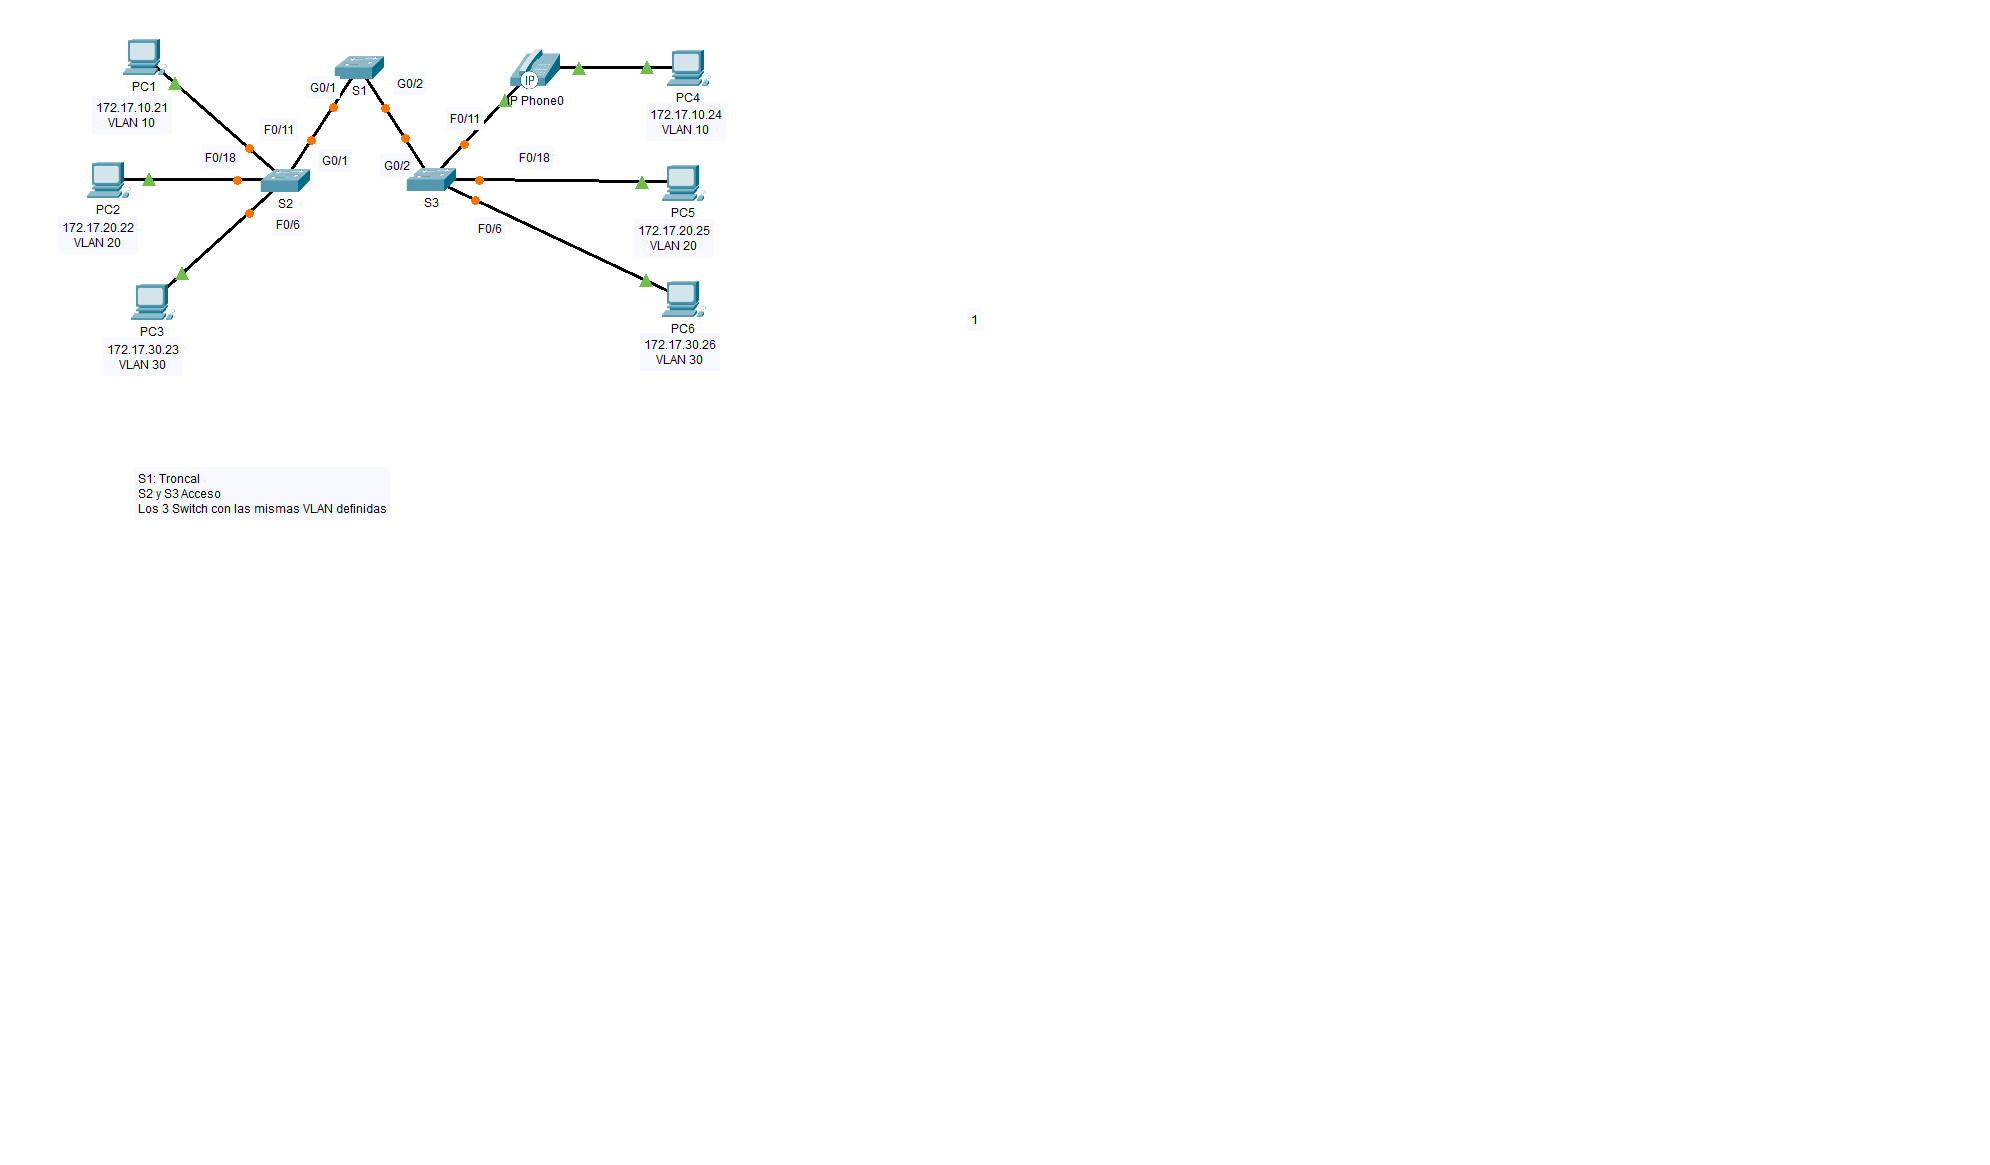 PC1
172.17.10.21
VLAN 10
F0/11
F0/18
PC2
172.17.20.22
VLAN 20
S2
F0/6
PC3
172.17.30.23
VLAN 30
G0/1
S1
G0/2
G0/1
G0/2
S3
F0/11
IP
IP Phone0
PC4
172.17.10.24
VLAN 10
F0/18
PC5
172.17.20.25
VLAN 20
F0/6
PC6
172.17.30.26
VLAN 30
1
S1: Troncal
S2 y S3 Acceso
Los 3 Switch con las mismas VLAN definidas